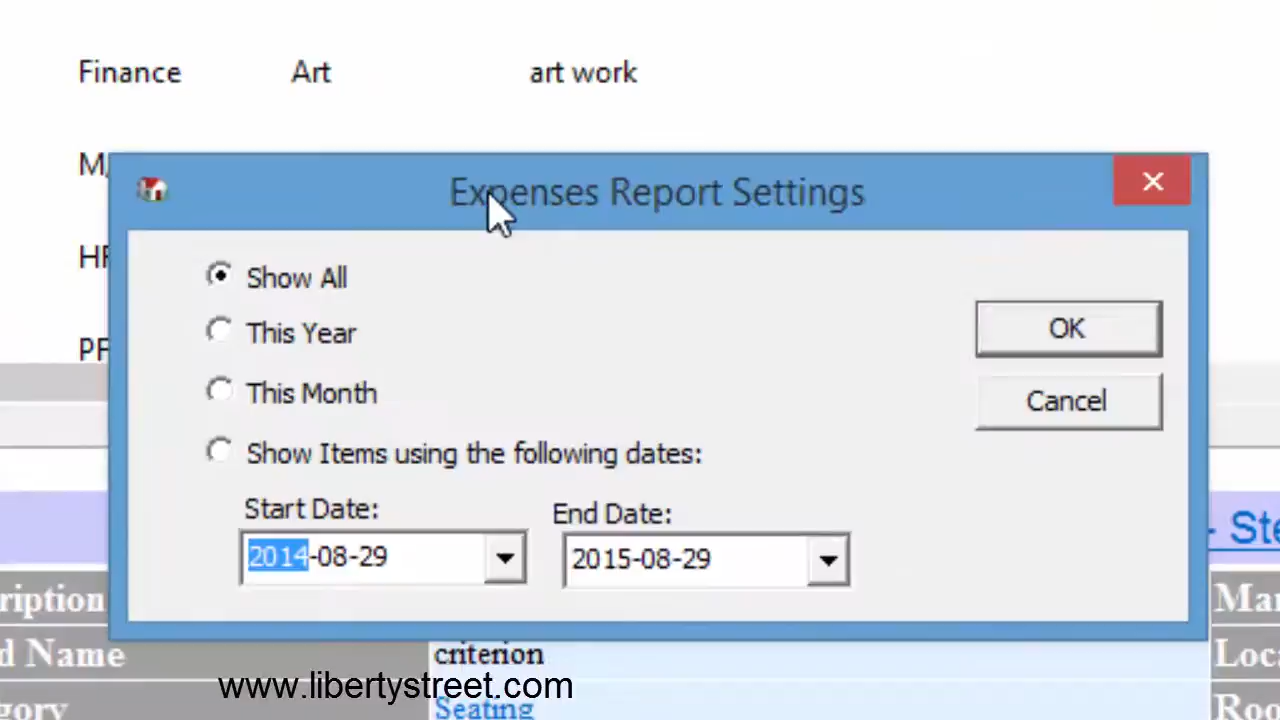 Finance Art art work
Expenses Report Settings
Show All
This Year
OK
This Month
Cancel
Show Items using the following dates:
Start Date: End Date:
2014-08-29 2015-08-29
criterion
www.libertystreet.com
Seating